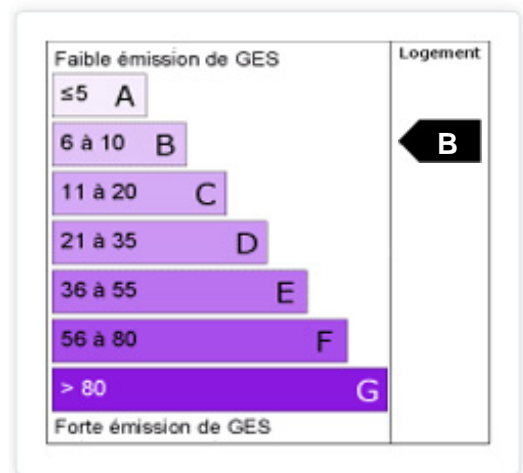 Faible émission de GES
Logement
≤5 A
6 à 10 B
B
11 à 20 C
21 à 35 D
36 à 55 E
56 à 80 F
> 80 G
Forte émission de GES